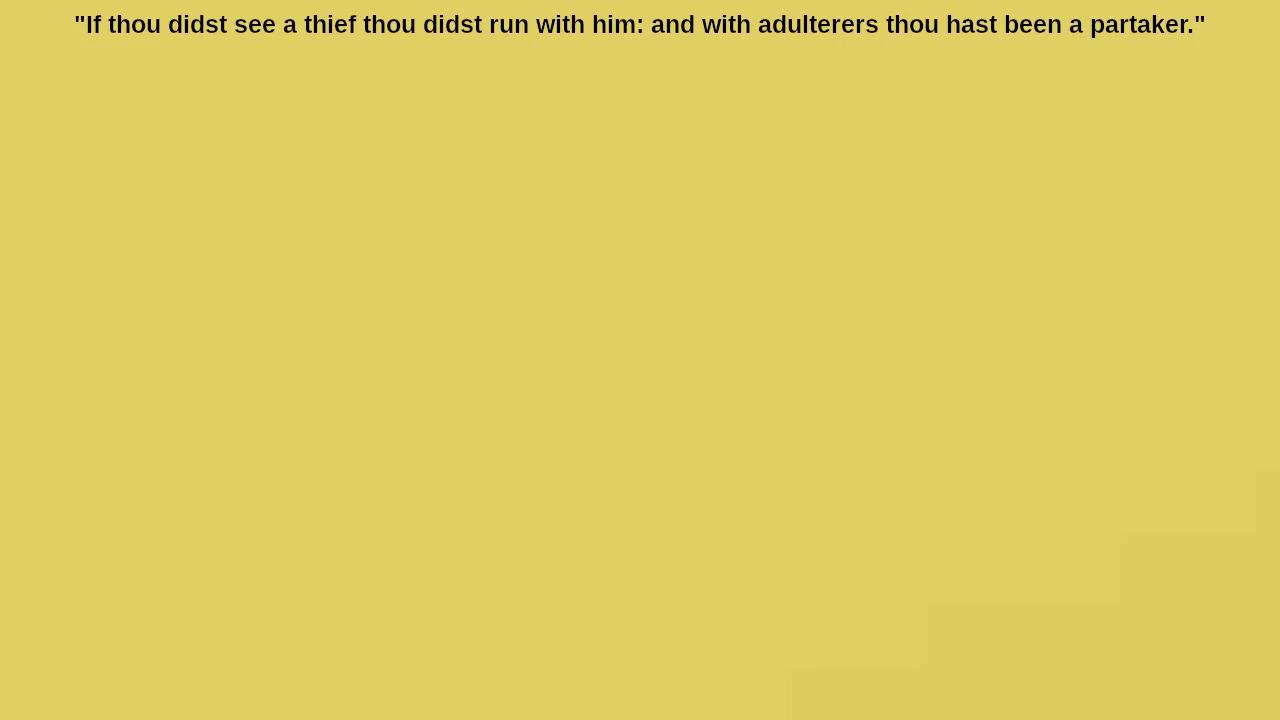 "If thou didst see a thief thou didst run with him: and with adulterers thou hast been a partaker."